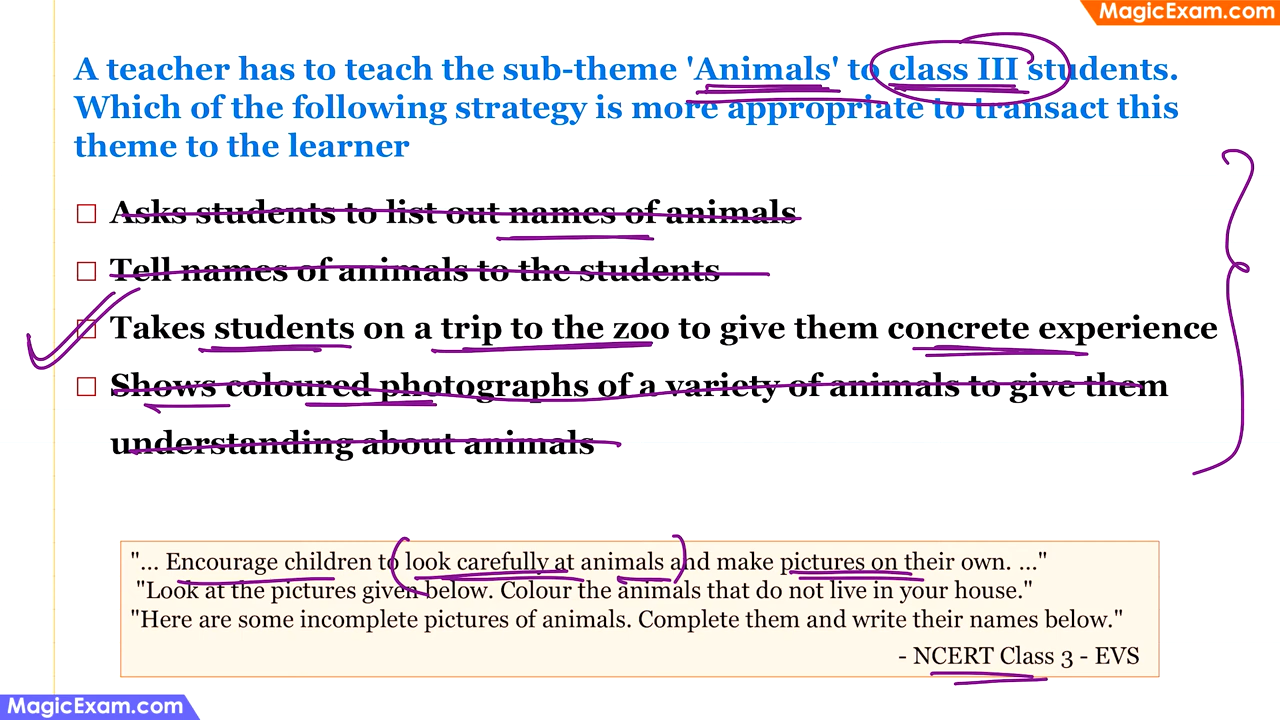 MagicExam.com
A teacher has to teach the sub-theme 'Animals' to class III students.
Which of the following strategy is more appropriate to transact this
theme to the learner
Asks students to list out names of animals
Tell names of animals to the students
Takes students on a trip to the zoo to give them concrete experience
Shows coloured photographs of a variety of animals to give them
understanding about animals
"... Encourage children to look carefully at animals and make pictures on their own. ..."
"Look at the pictures given below. Colour the animals that do not live in your house."
"Here are some incomplete pictures of animals. Complete them and write their names below."
- NCERT Class 3 - EVS
MagicExam.com